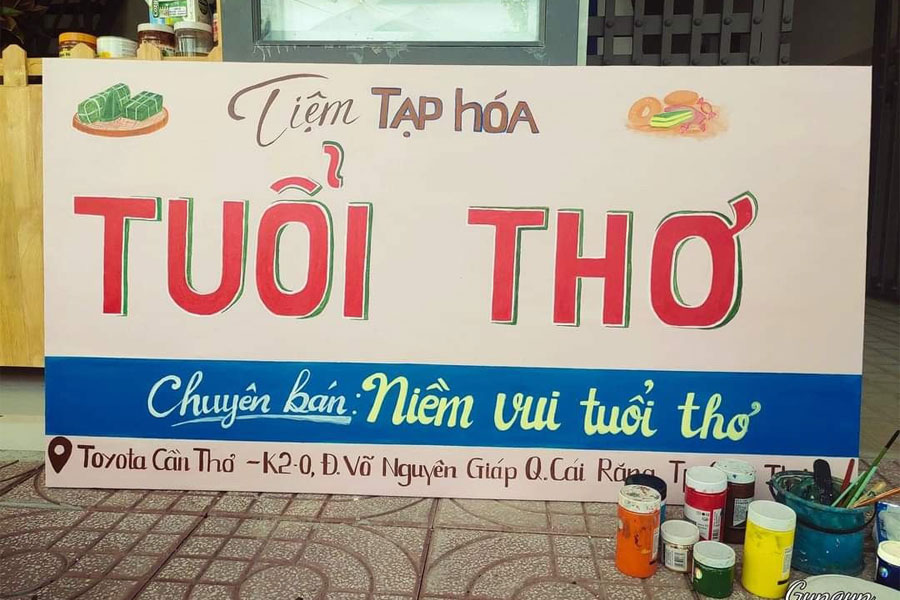 Tiệm TẠP hÓA
TUỔI THƠ
Chuyên bán: Niềm vui tuổi thơ
Toyota Cần Thơ - K2-0, Đ. Võ Nguyên Giáp Q. Cái Răng
Gungun